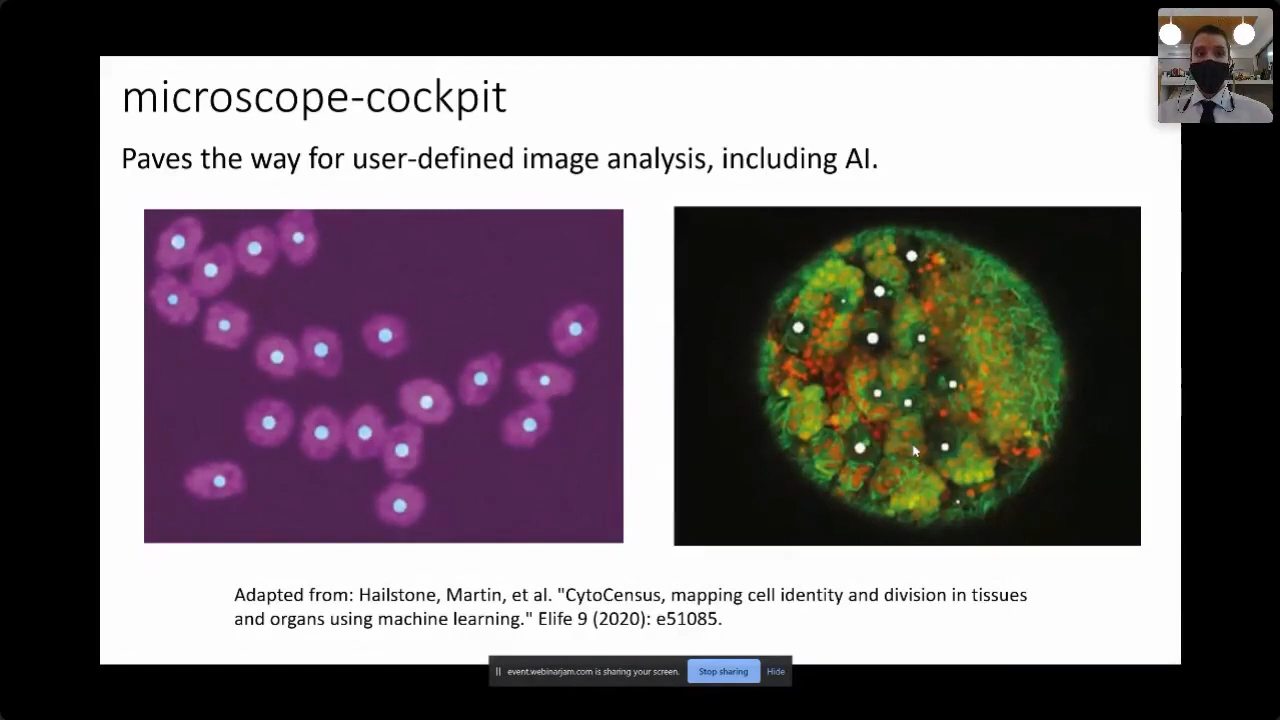 microscope-cockpit
Paves the way for user-defined image analysis, including AI.
Adapted from: Hailstone, Martin, et al. "CytoCensus, mapping cell identity and division in tissues
and organs using machine learning." Elife 9 (2020): e51085.
event.webinarjam.com is sharing your screen. Stop sharing Hide